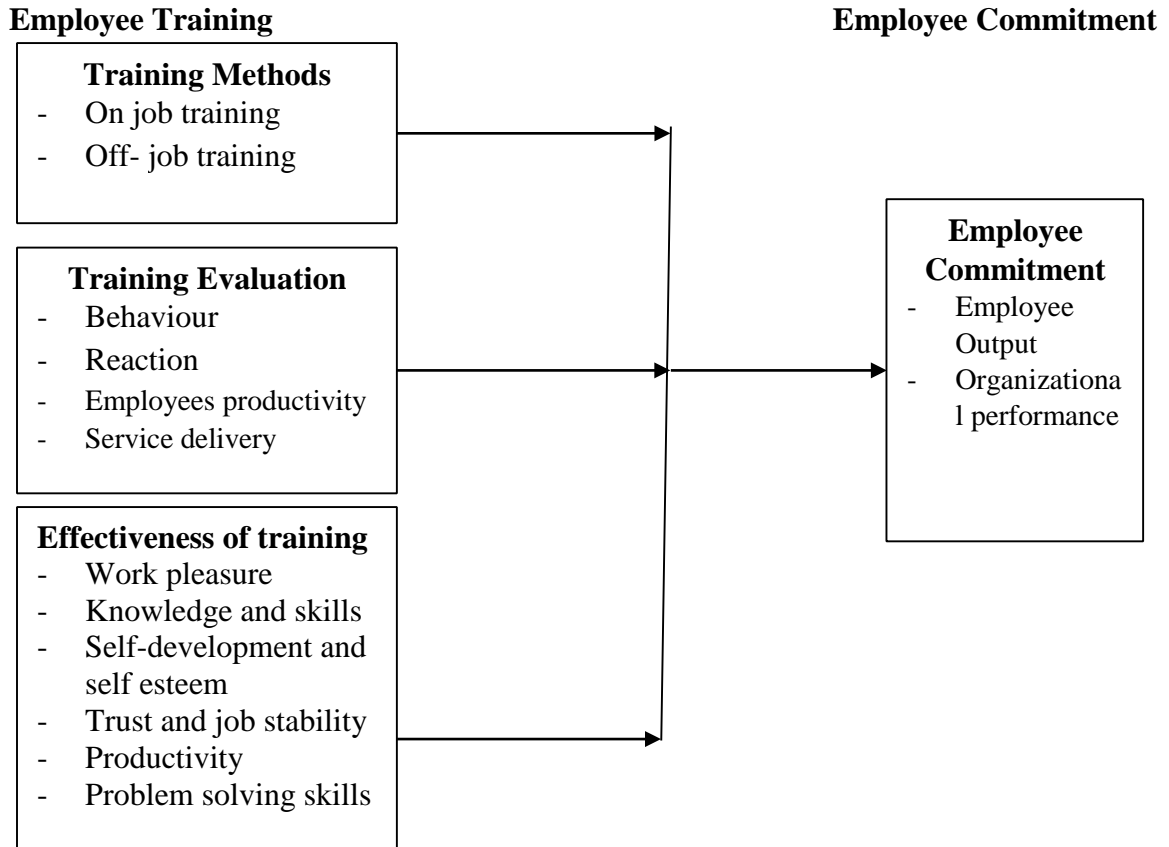 Employee Training
Employee Commitment
Training Methods
- On job training
- Off- job training
Training Evaluation
- Behaviour
- Reaction
- Employees productivity
- Service delivery
Effectiveness of training
- Work pleasure
- Knowledge and skills
- Self-development and
self esteem
- Trust and job stability
- Productivity
- Problem solving skills
Employee
Commitment
- Employee
Output
- Organizationa
l performance